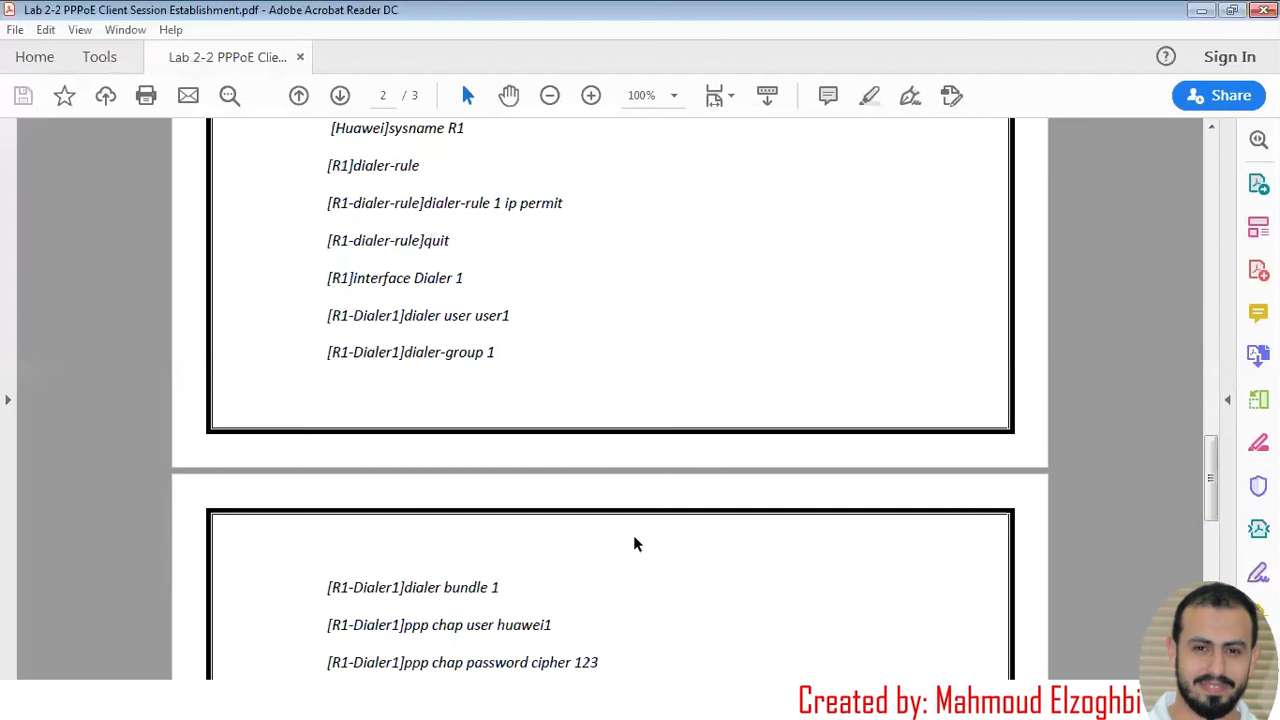 Lab 2-2 PPPoE Client Session Establishment.pdf - Adobe Acrobat Reader DC
File Edit View Window Help
Home Tools Lab 2-2 PPPoE Clie... Sign In
2 / 3 100% Share
[Huawei]sysname R1
[R1]dialer-rule
[R1-dialer-rule]dialer-rule 1 ip permit
[R1-dialer-rule]quit
[R1]interface Dialer 1
[R1-Dialer1]dialer user user1
[R1-Dialer1]dialer-group 1
[R1-Dialer1]dialer bundle 1
[R1-Dialer1]ppp chap user huawei1
[R1-Dialer1]ppp chap password cipher 123
Created by: Mahmoud Elzoghbi